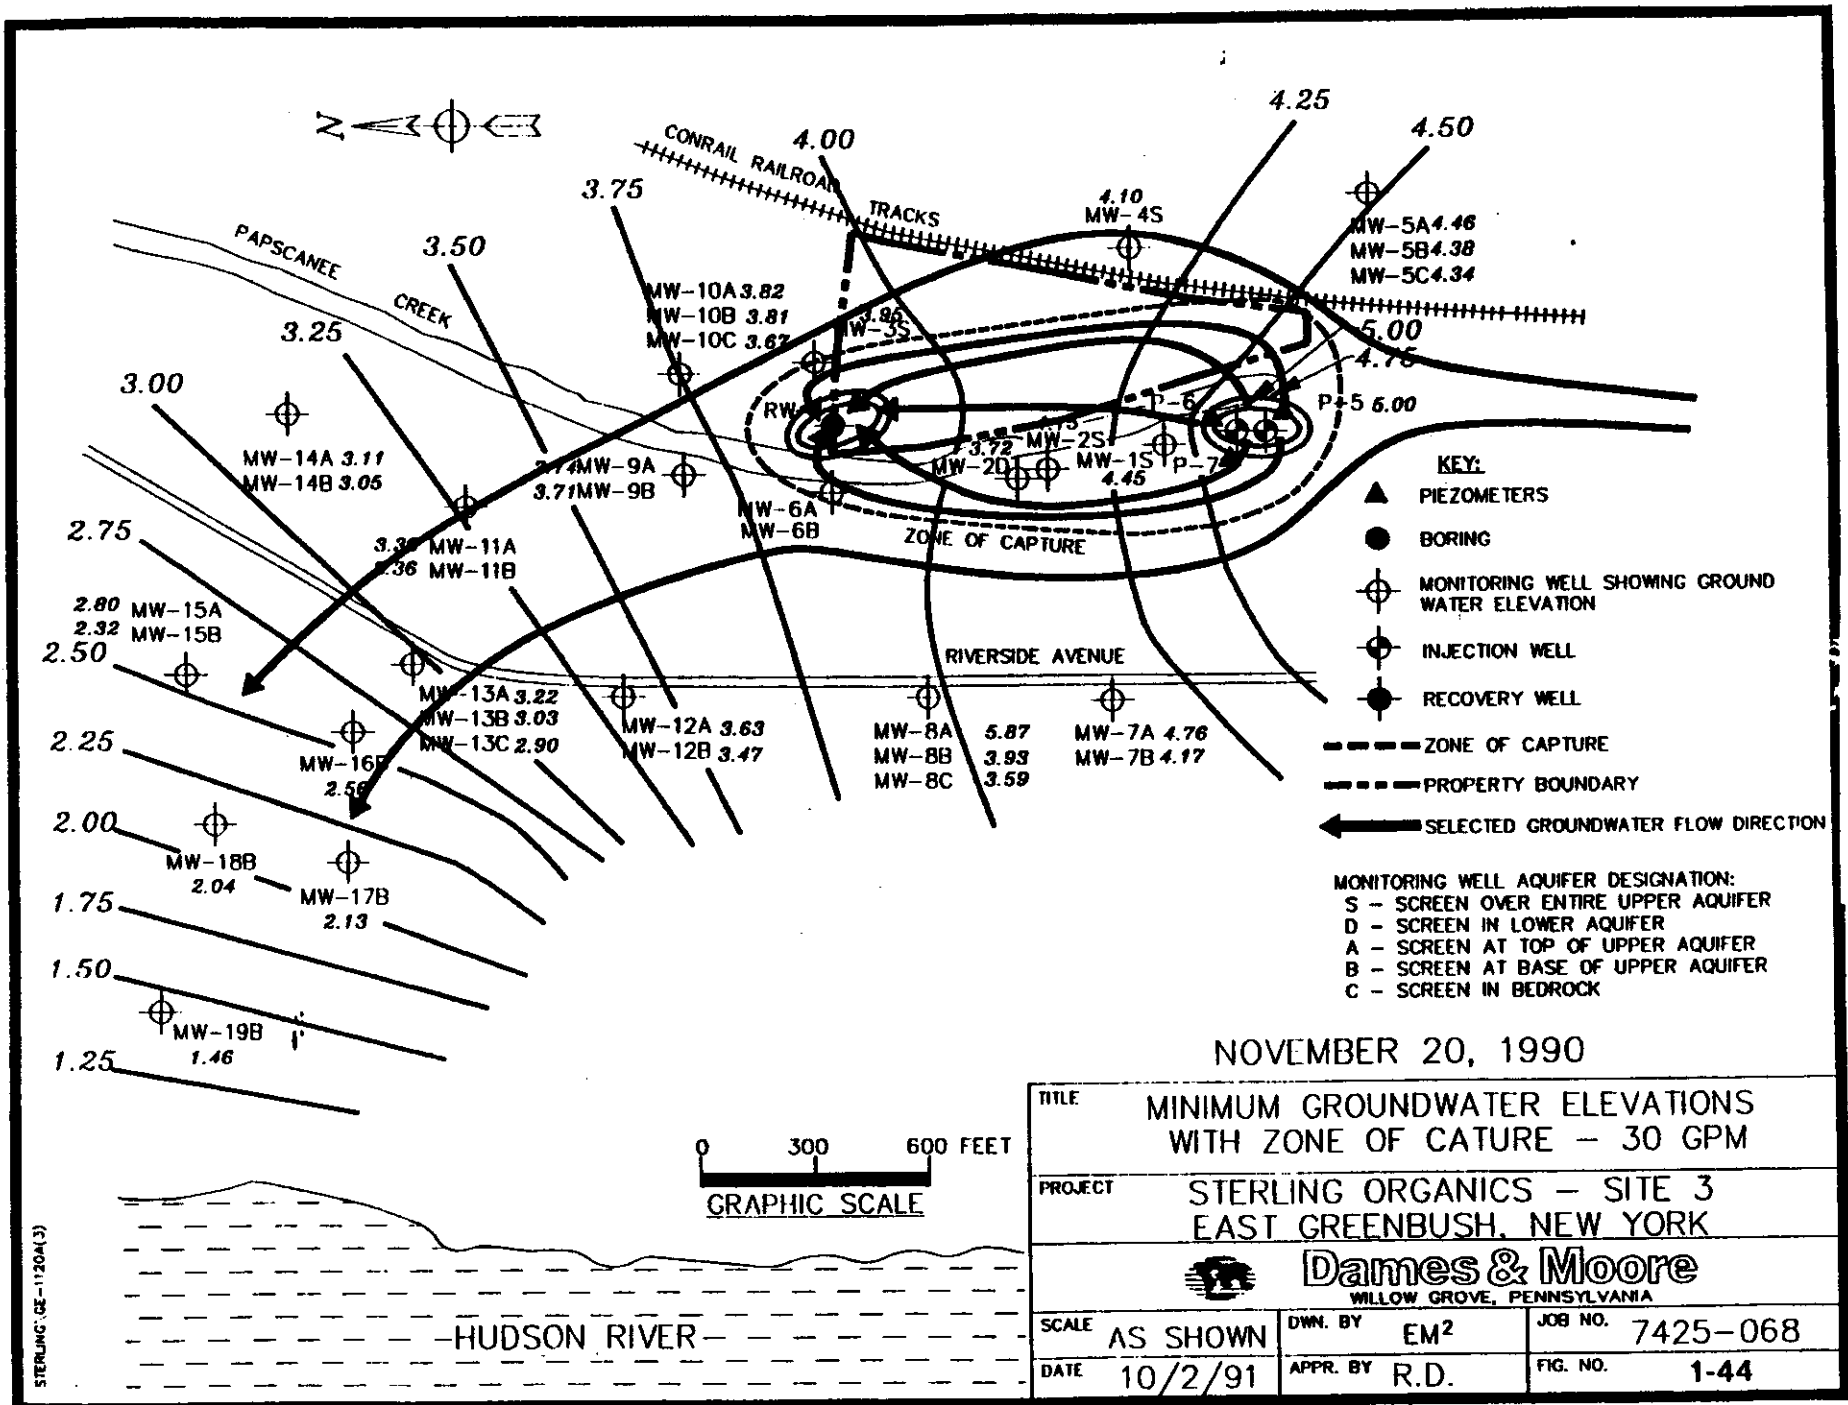 N
4.25
4.50
CONRAIL RAILROAD
TRACKS
4.00
3.75
4.10
MW-4S
MW-5A 4.46
MW-5B 4.38
MW-5C 4.34
PAPSCANEE
CREEK
3.50
3.25
3.00
MW-10A 3.82
MW-10B 3.81
MW-10C 3.67
3.95
MW-3S
5.00
4.75
P-6
P-5 5.00
RW
MW-14A 3.11
MW-14B 3.05
MW-9A
3.71 MW-9B
3.72
MW-2D
MW-2S
MW-1S
4.45
P-7
MW-6A
MW-6B
ZONE OF CAPTURE
2.75
MW-11A
MW-11B
2.80 MW-15A
2.32 MW-15B
2.50
RIVERSIDE AVENUE
MW-13A 3.22
MW-13B 3.03
MW-13C 2.90
MW-12A 3.63
MW-12B 3.47
MW-8A 5.87
MW-8B 3.93
MW-8C 3.59
MW-7A 4.76
MW-7B 4.17
2.25
MW-16B
2.00
MW-18B
2.04
MW-17B
2.13
1.75
1.50
MW-19B
1.46
1.25
KEY:
PIEZOMETERS
BORING
MONITORING WELL SHOWING GROUND
WATER ELEVATION
INJECTION WELL
RECOVERY WELL
ZONE OF CAPTURE
PROPERTY BOUNDARY
SELECTED GROUNDWATER FLOW DIRECTION
MONITORING WELL AQUIFER DESIGNATION:
S - SCREEN OVER ENTIRE UPPER AQUIFER
D - SCREEN IN LOWER AQUIFER
A - SCREEN AT TOP OF UPPER AQUIFER
B - SCREEN AT BASE OF UPPER AQUIFER
C - SCREEN IN BEDROCK
NOVEMBER 20, 1990
0 300 600 FEET
GRAPHIC SCALE
HUDSON RIVER
STERLING\GE-1120A(3)
TITLE MINIMUM GROUNDWATER ELEVATIONS
WITH ZONE OF CATURE - 30 GPM
PROJECT STERLING ORGANICS - SITE 3
EAST GREENBUSH, NEW YORK
Dames & Moore
WILLOW GROVE, PENNSYLVANIA
SCALE AS SHOWN
DWN. BY EM²
JOB NO. 7425-068
DATE 10/2/91
APPR. BY R.D.
FIG. NO. 1-44